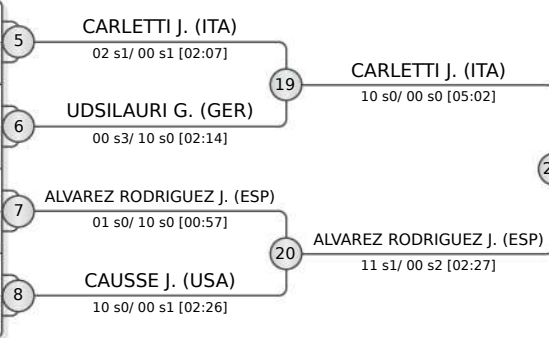 5
CARLETTI J. (ITA)
02 s1/ 00 s1 [02:07]
19
CARLETTI J. (ITA)
10 s0/ 00 s0 [05:02]
6
UDSILAURI G. (GER)
00 s3/ 10 s0 [02:14]
7
ALVAREZ RODRIGUEZ J. (ESP)
01 s0/ 10 s0 [00:57]
20
ALVAREZ RODRIGUEZ J. (ESP)
11 s1/ 00 s2 [02:27]
8
CAUSSE J. (USA)
10 s0/ 00 s1 [02:26]